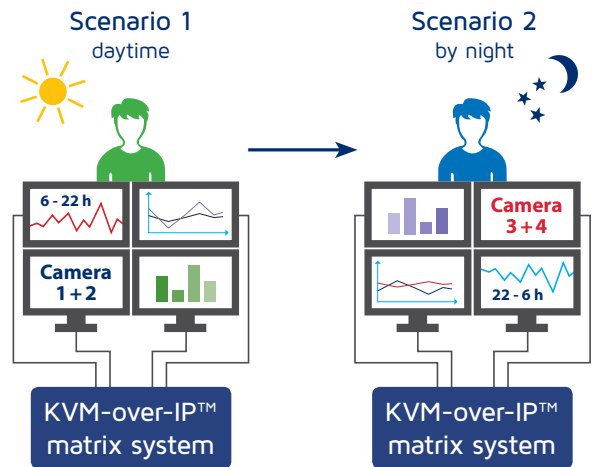 Scenario 1
daytime
Scenario 2
by night
6 - 22 h
Camera
1 + 2
Camera
3 + 4
22 - 6 h
KVM-over-IP™
matrix system
KVM-over-IP™
matrix system